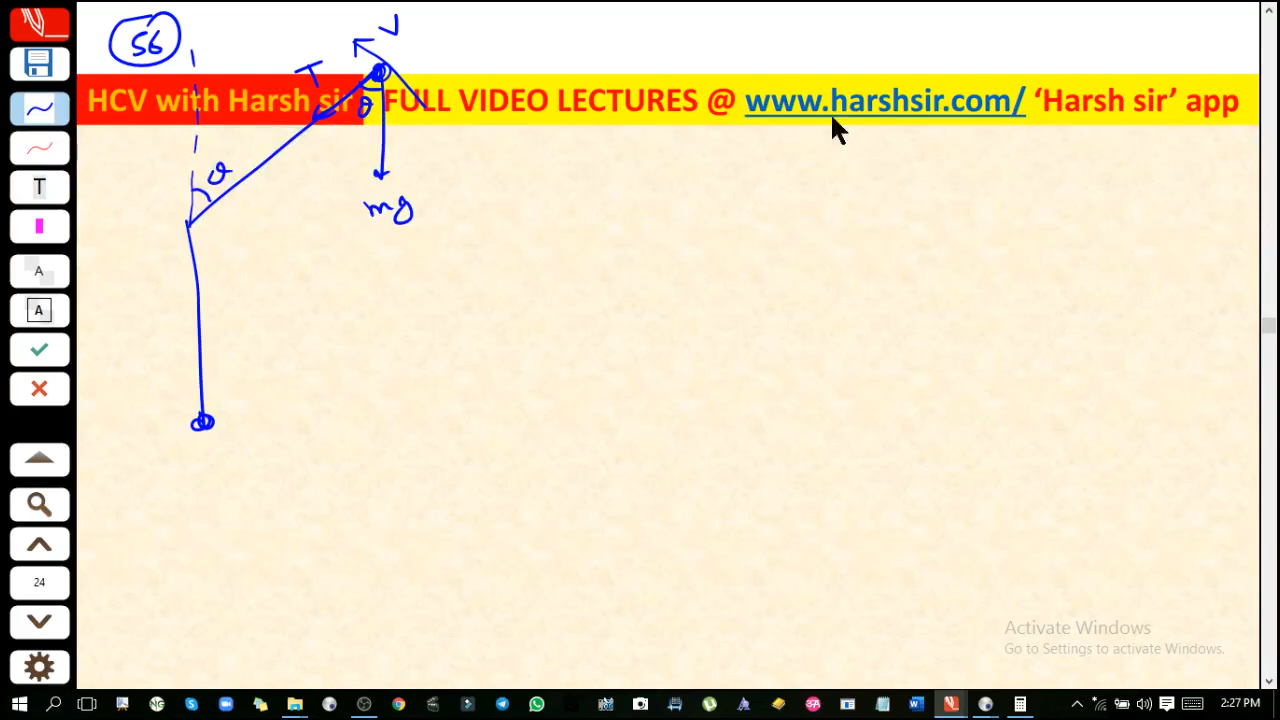 56
V
T
HCV with Harsh sir FULL VIDEO LECTURES @ www.harshsir.com/ ‘Harsh sir’ app
θ
θ
mg
T
A
A
24
Activate Windows
Go to Settings to activate Windows.
2:27 PM